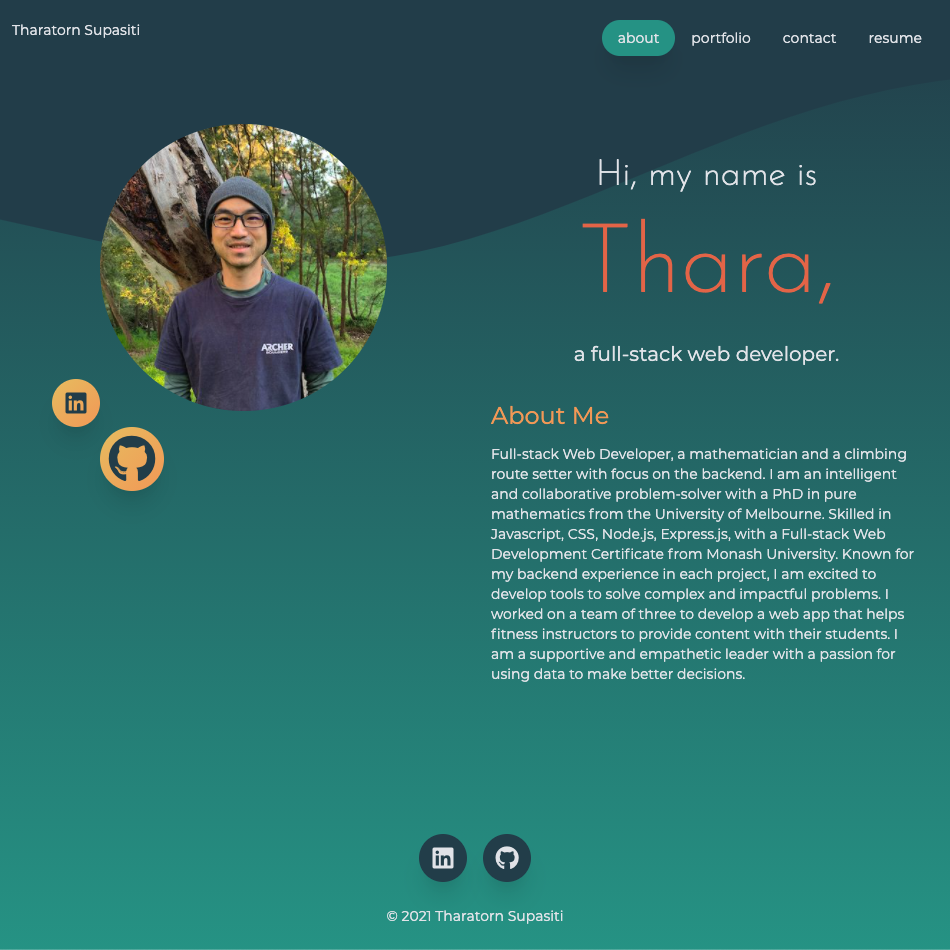 Tharatorn Supasiti
about
portfolio
contact
resume
Hi, my name is
Thara,
a full-stack web developer.
ARCHER
About Me
Full-stack Web Developer, a mathematician and a climbing
route setter with focus on the backend. I am an intelligent
and collaborative problem-solver with a PhD in pure
mathematics from the University of Melbourne. Skilled in
Javascript, CSS, Node.js, Express.js, with a Full-stack Web
Development Certificate from Monash University. Known for
my backend experience in each project, I am excited to
develop tools to solve complex and impactful problems. I
worked on a team of three to develop a web app that helps
fitness instructors to provide content with their students. I
am a supportive and empathetic leader with a passion for
using data to make better decisions.
© 2021 Tharatorn Supasiti